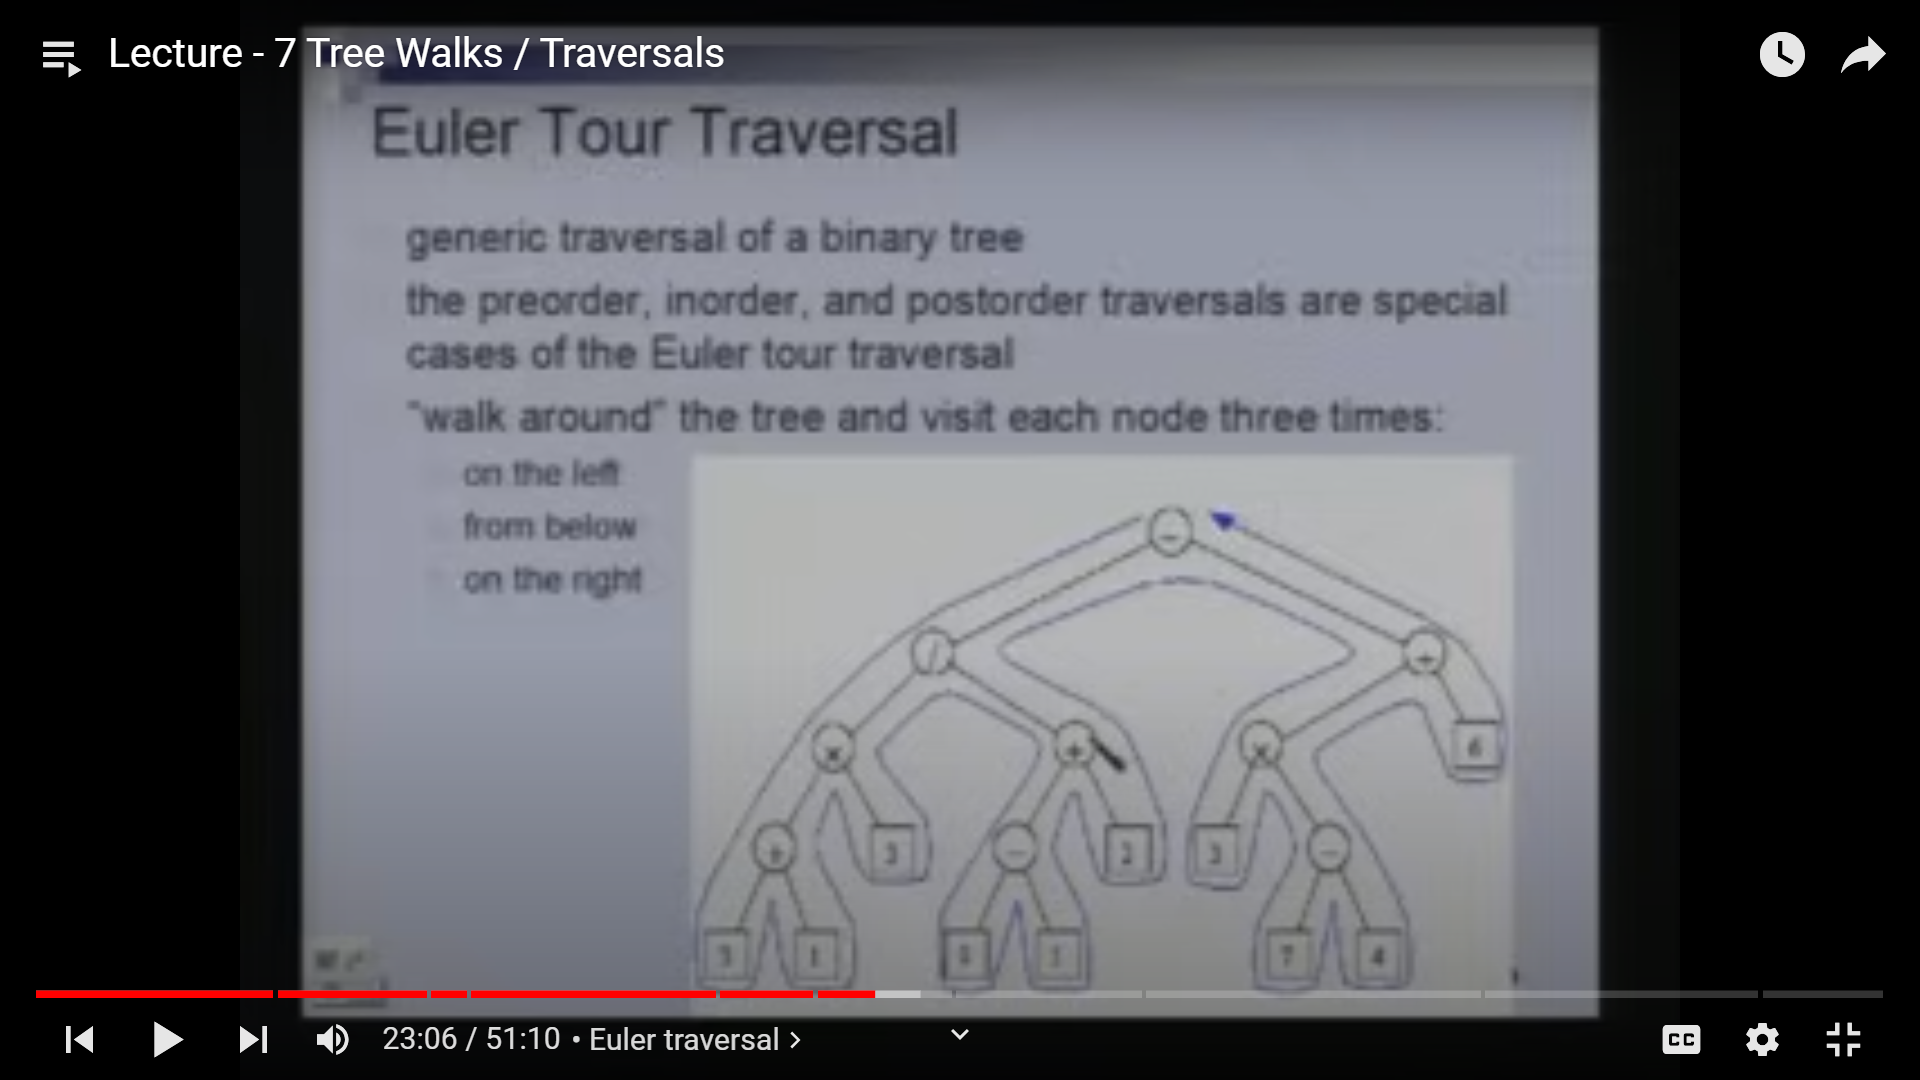 Lecture - 7 Tree Walks / Traversals
Euler Tour Traversal
generic traversal of a binary tree
the preorder, inorder, and postorder traversals are special
cases of the Euler tour traversal
"walk around" the tree and visit each node three times:
on the left
from below
on the right
−
/ +
× + × 6
+ 3 − 2 3 −
3 1 7 4
23:06 / 51:10 • Euler traversal >
CC